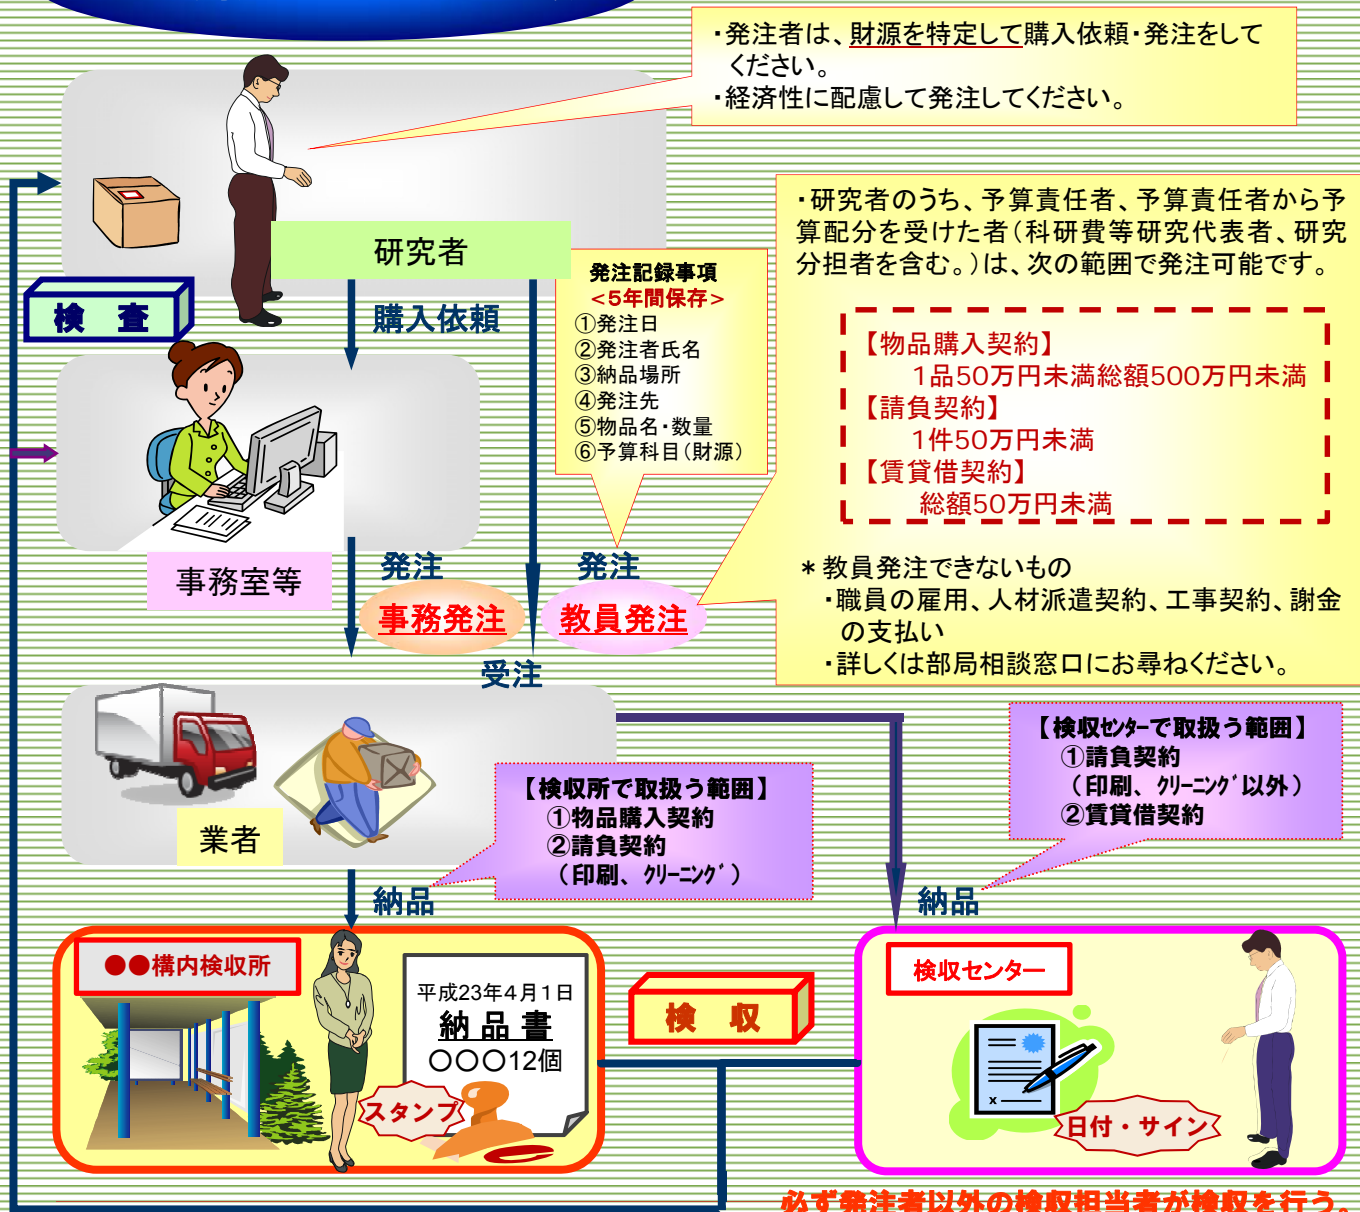 ・発注者は、財源を特定して購入依頼・発注をして
ください。
・経済性に配慮して発注してください。
研究者
検 査
購入依頼
発注記録事項
<5年間保存>
①発注日
②発注者氏名
③納品場所
④発注先
⑤物品名・数量
⑥予算科目(財源)
・研究者のうち、予算責任者、予算責任者から予
算配分を受けた者(科研費等研究代表者、研究
分担者を含む。)は、次の範囲で発注可能です。
【物品購入契約】
1品50万円未満総額500万円未満
【請負契約】
1件50万円未満
【賃貸借契約】
総額50万円未満
＊教員発注できないもの
・職員の雇用、人材派遣契約、工事契約、謝金
の支払い
・詳しくは部局相談窓口にお尋ねください。
事務室等
発注
事務発注
発注
教員発注
受注
業者
【検収所で取扱う範囲】
①物品購入契約
②請負契約
(印刷、ｸﾘｰﾆﾝｸﾞ)
【検収ｾﾝﾀｰで取扱う範囲】
①請負契約
(印刷、ｸﾘｰﾆﾝｸﾞ以外)
②賃貸借契約
納品
納品
●●構内検収所
平成23年4月1日
納 品 書
〇〇〇12個
スタンプ
検 収
検収センター
日付・サイン
必ず発注者以外の検収担当者が検収を行う。